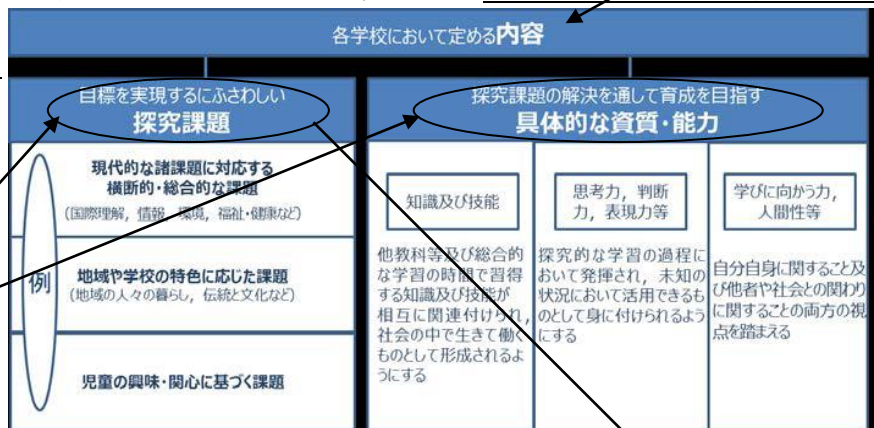 各学校において定める内容
目標を実現するにふさわしい
探究課題
探究課題の解決を通して育成を目指す
具体的な資質・能力
例
現代的な諸課題に対応する
横断的・総合的な課題
（国際理解，情報，環境，福祉・健康など）
地域や学校の特色に応じた課題
（地域の人々の暮らし，伝統と文化など）
児童の興味・関心に基づく課題
知識及び技能
他教科等及び総合的
な学習の時間で習得
する知識及び技能が
相互に関連付けられ，
社会の中で生きて働く
ものとして形成されるよ
うにする
思考力，判断
力，表現力等
探究的な学習の過程に
おいて発揮され，未知の
状況において活用できるも
のとして身に付けられるよう
にする
学びに向かう力，
人間性等
自分自身に関すること及
び他者や社会との関わり
に関することの両方の視
点を踏まえる